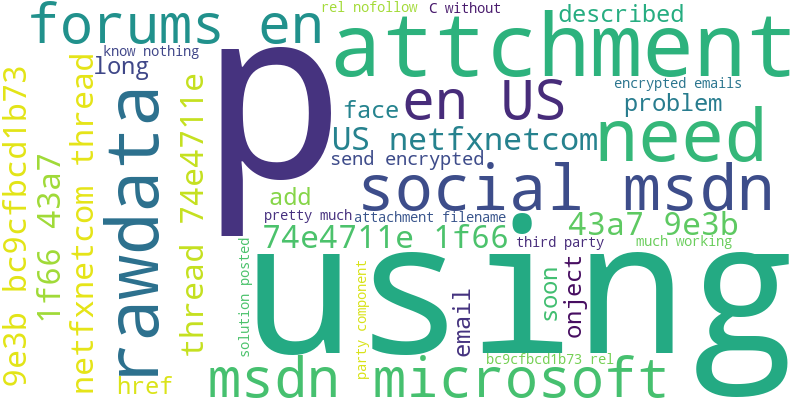 rel nofollow
C without
described
forums en
p
attchment
know nothing
long
en US
encrypted emails
problem
face
need
US netfxnetcom
send encrypted
rawdata
social msdn
add
pretty much
attachment filename
43a7 9e3b
74e4711e 1f66
third party
much working
using
9e3b bc9cfbcd1b73
1f66 43a7
netfxnetcom thread
thread 74e4711e
solution posted
party component
email
soon
onject
bc9cfbcd1b73 rel
href
msdn microsoft